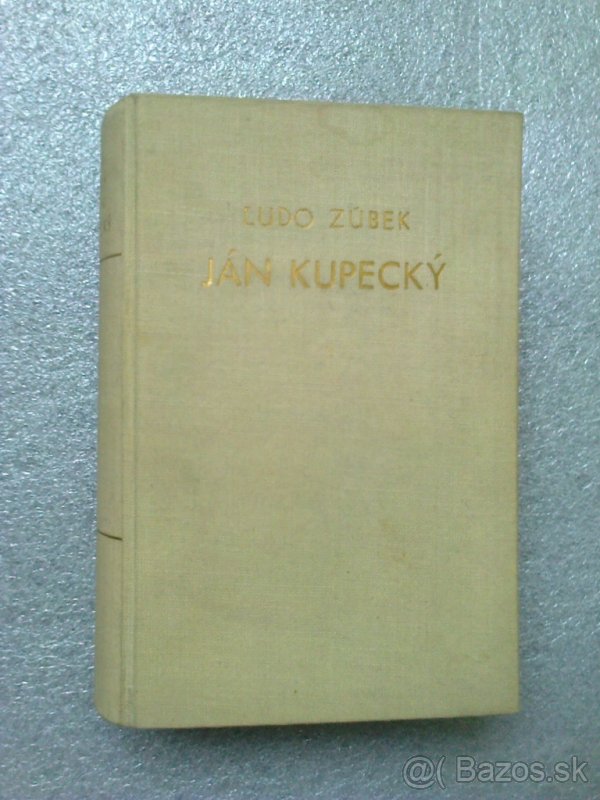 ĽUDO ZÚBEK
JÁN KUPECKÝ
@( Bazos.sk